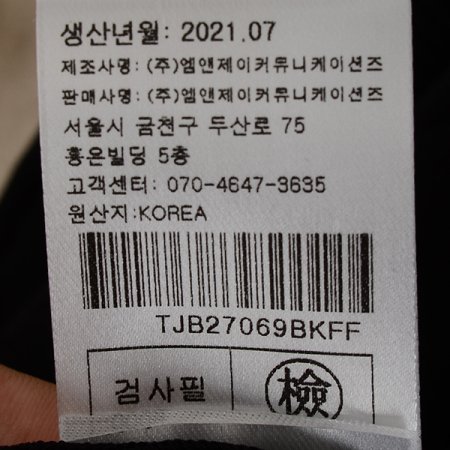 생산년월: 2021.07
제조사명: (주)엠앤제이커뮤니케이션즈
판매사명: (주)엠앤제이커뮤니케이션즈
서울시 금천구 두산로 75
홍은빌딩 5층
고객센터: 070-4647-3635
원산지:KOREA
TJB27069BKFF
검사필 檢